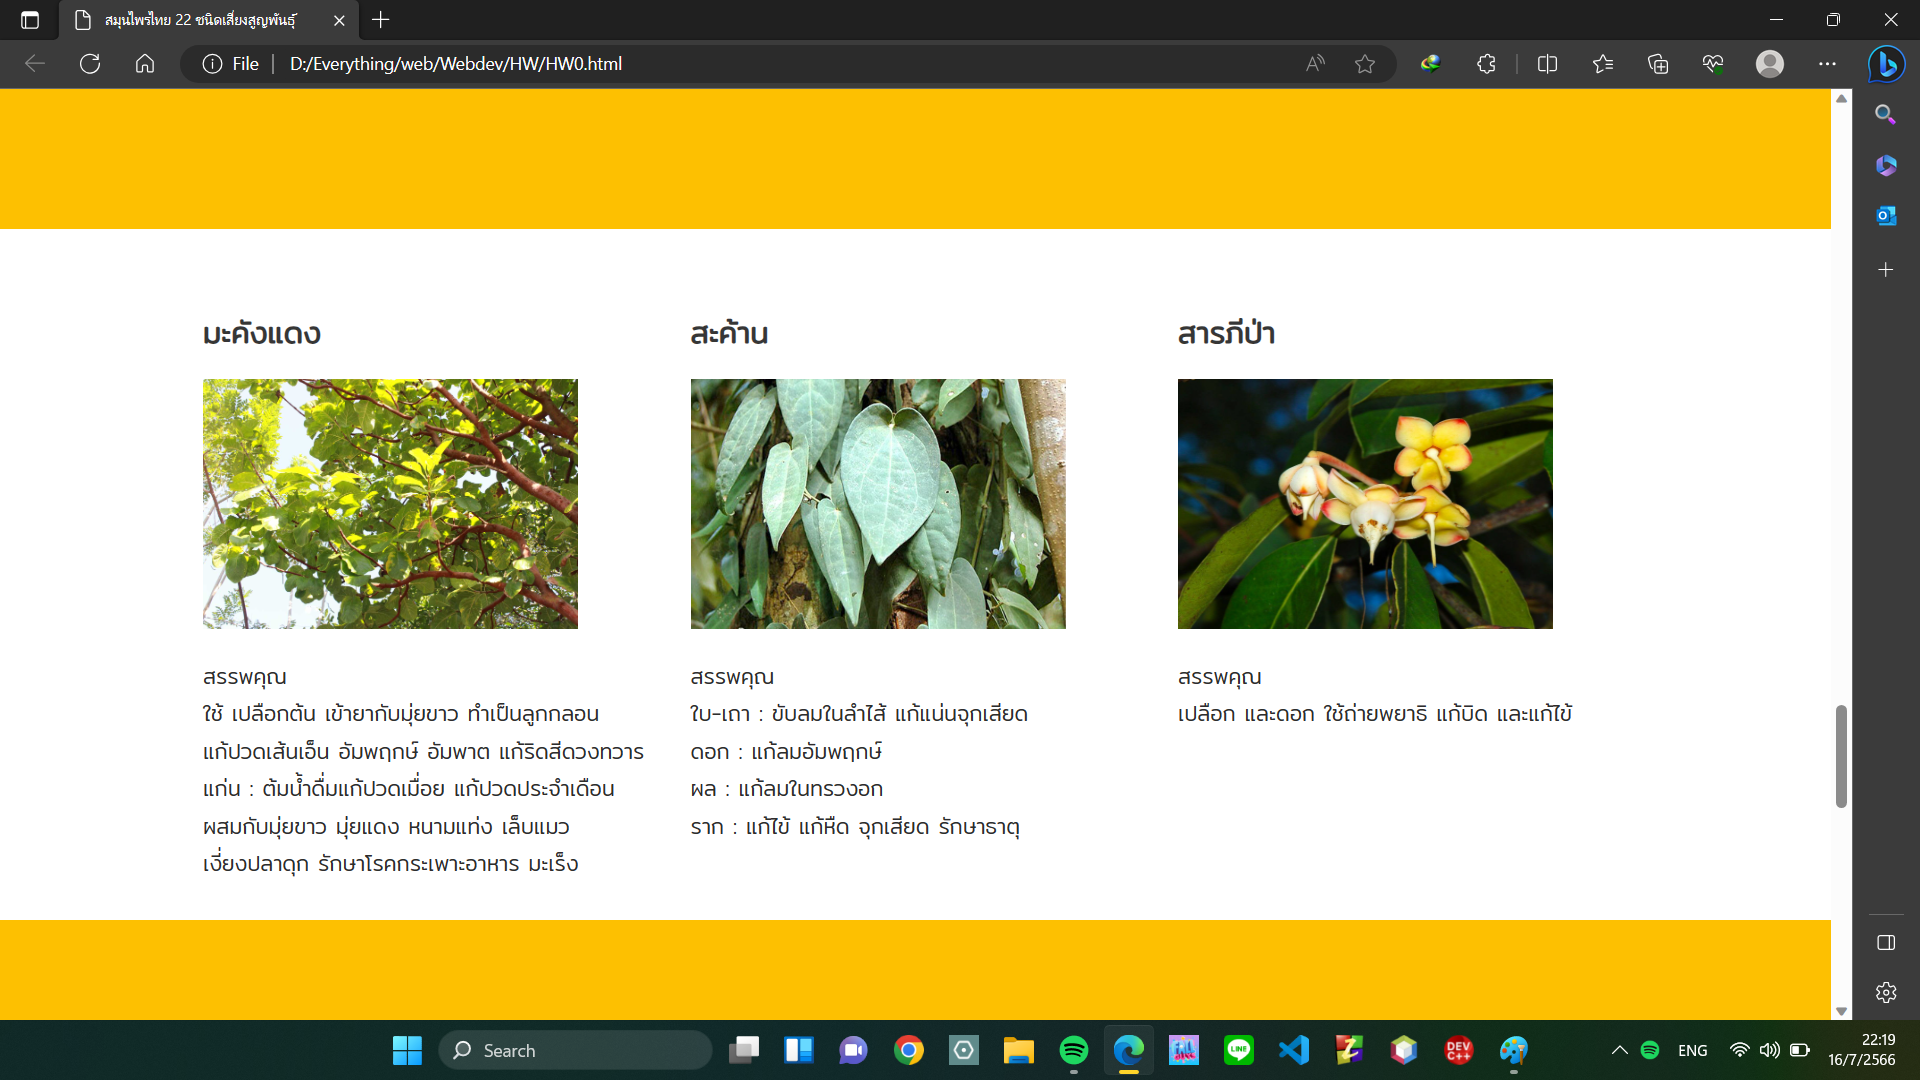 สมุนไพรไทย 22 ชนิดเสี่ยงสูญพันธุ์
File
D:/Everything/web/Webdev/HW/HW0.html
มะคังแดง
สะค้าน
สารภีป่า
สรรพคุณ
ใช้ เปลือกต้น เข้ายากับมุ่ยขาว ทำเป็นลูกกลอน
แก้ปวดเส้นเอ็น อัมพฤกษ์ อัมพาต แก้ริดสีดวงทวาร
แก่น : ต้มน้ำดื่มแก้ปวดเมื่อย แก้ปวดประจำเดือน
ผสมกับมุ่ยขาว มุ่ยแดง หนามแท่ง เล็บแมว
เงี่ยงปลาดุก รักษาโรคกระเพาะอาหาร มะเร็ง
สรรพคุณ
ใบ-เถา : ขับลมในลำไส้ แก้แน่นจุกเสียด
ดอก : แก้ลมอัมพฤกษ์
ผล : แก้ลมในทรวงอก
ราก : แก้ไข้ แก้หืด จุกเสียด รักษาธาตุ
สรรพคุณ
เปลือก และดอก ใช้ถ่ายพยาธิ แก้บิด และแก้ไข้
Search
LINE
DEV
C++
ENG
22:19
16/7/2566